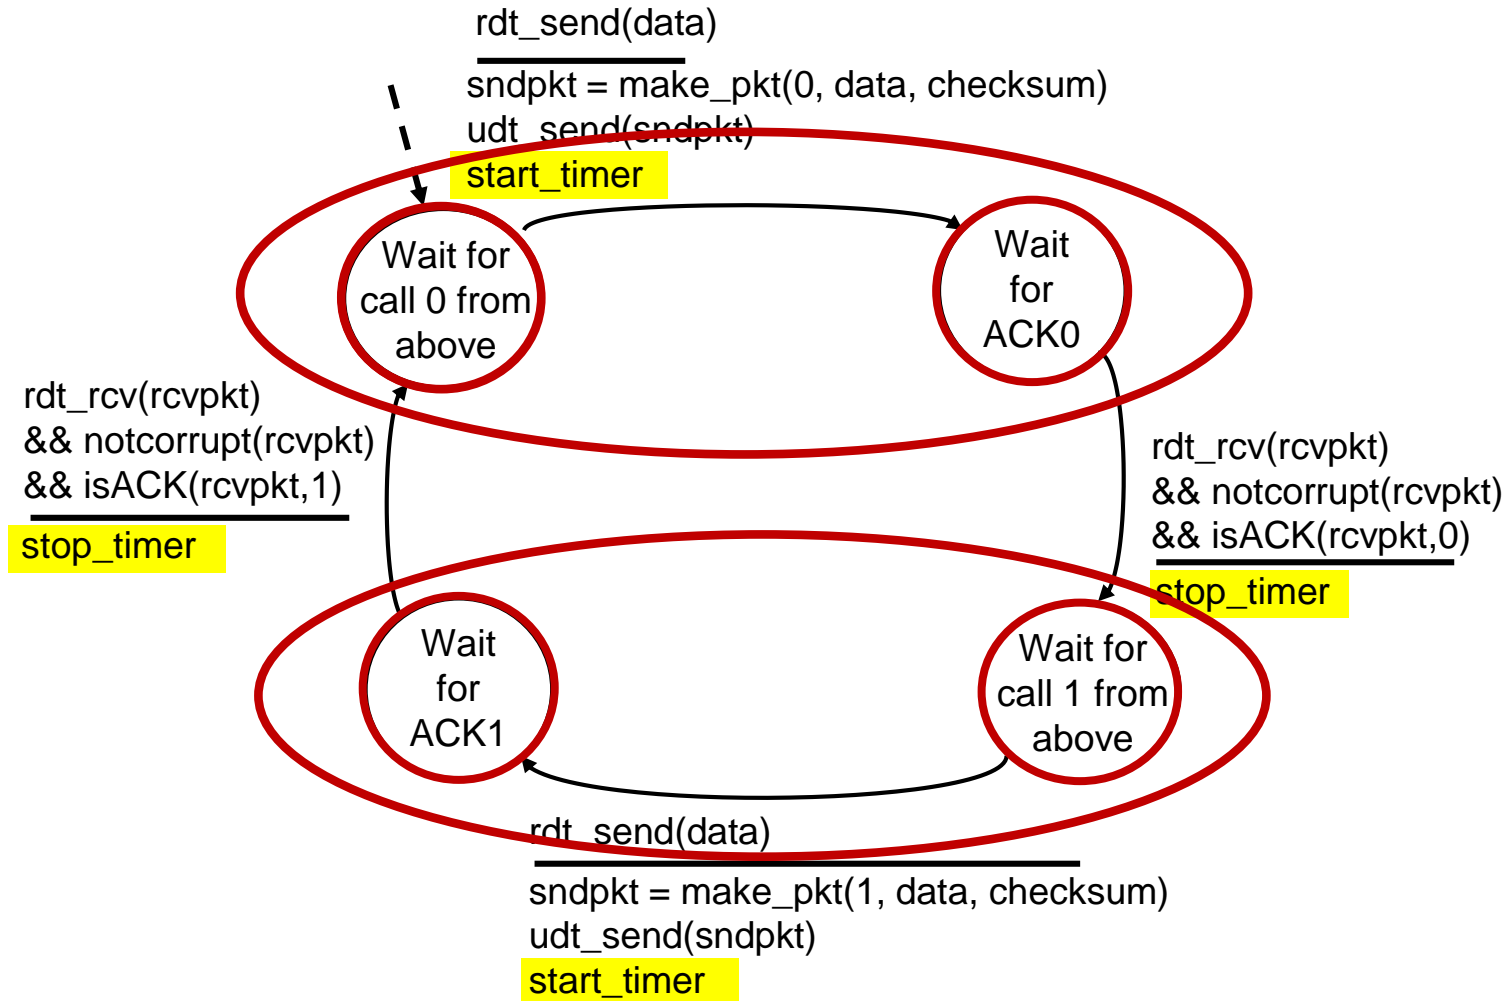 rdt_send(data)
sndpkt = make_pkt(0, data, checksum)
udt_send(sndpkt)
start_timer
Wait for
call 0 from
above
Wait
for
ACK0
rdt_rcv(rcvpkt)
&& notcorrupt(rcvpkt)
&& isACK(rcvpkt,1)
stop_timer
rdt_rcv(rcvpkt)
&& notcorrupt(rcvpkt)
&& isACK(rcvpkt,0)
stop_timer
Wait
for
ACK1
Wait for
call 1 from
above
rdt_send(data)
sndpkt = make_pkt(1, data, checksum)
udt_send(sndpkt)
start_timer